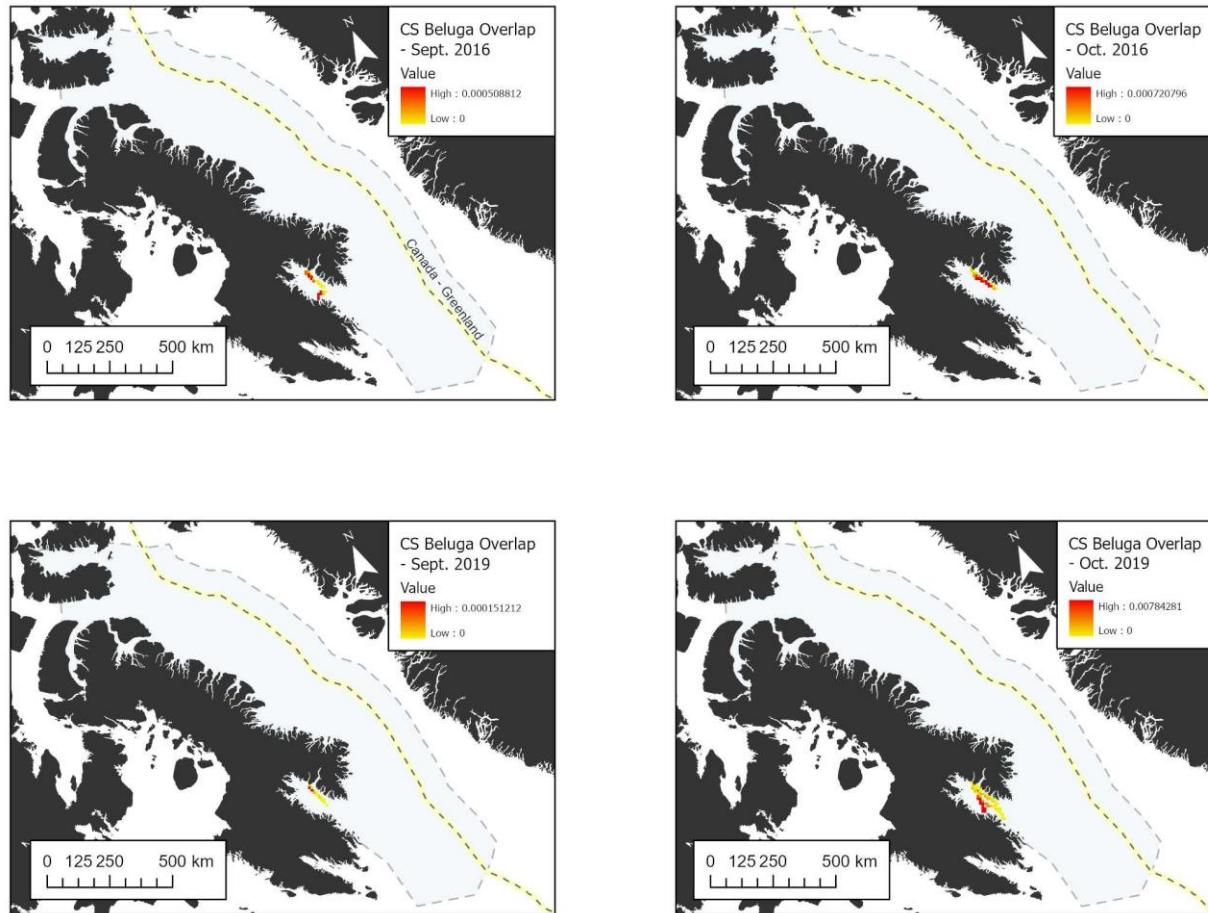 CS Beluga Overlap
- Sept. 2016
Value
High : 0.000508812
Low : 0
N
Canada - Greenland
0 125 250 500 km
CS Beluga Overlap
- Oct. 2016
Value
High : 0.000720796
Low : 0
N
0 125 250 500 km
CS Beluga Overlap
- Sept. 2019
Value
High : 0.000151212
Low : 0
N
0 125 250 500 km
CS Beluga Overlap
- Oct. 2019
Value
High : 0.00784281
Low : 0
N
0 125 250 500 km